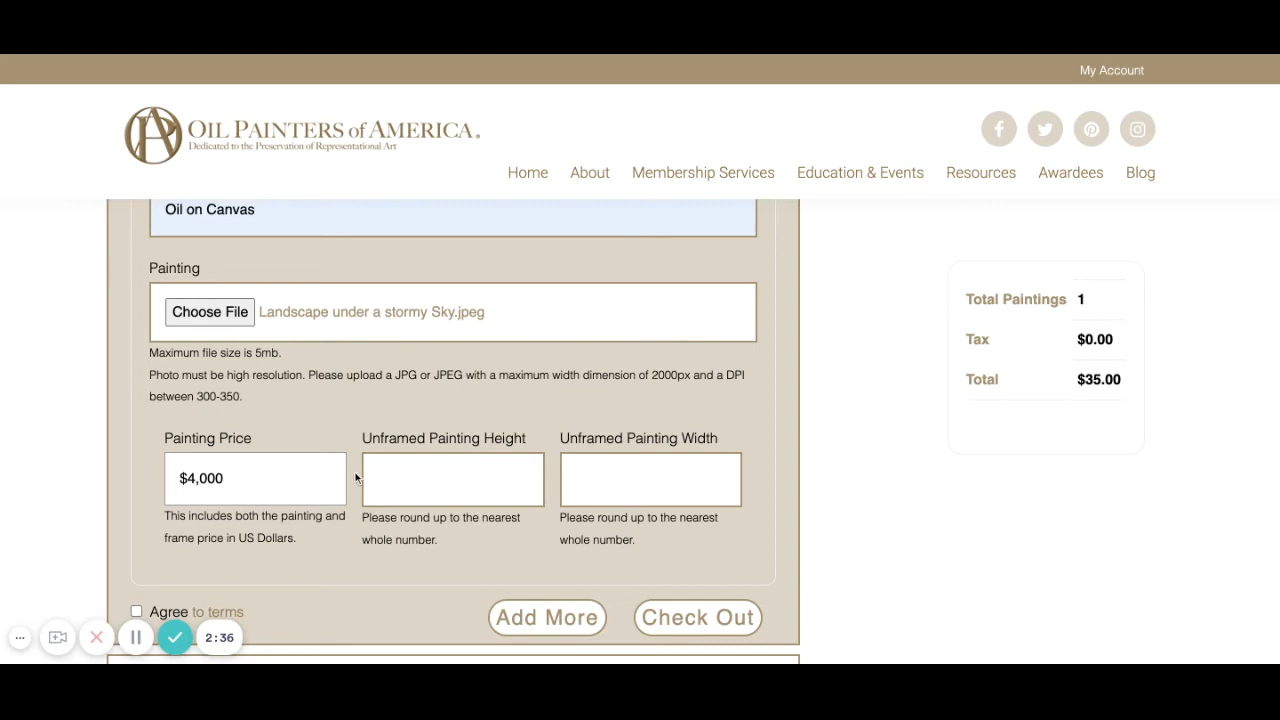 My Account
OIL PAINTERS of AMERICA®
Dedicated to the Preservation of Representational Art
Home About Membership Services Education & Events Resources Awardees Blog
Oil on Canvas
Painting
Choose File Landscape under a stormy Sky.jpeg
Maximum file size is 5mb.
Photo must be high resolution. Please upload a JPG or JPEG with a maximum width dimension of 2000px and a DPI
between 300-350.
Painting Price Unframed Painting Height Unframed Painting Width
$4,000
This includes both the painting and
frame price in US Dollars.
Please round up to the nearest
whole number.
Please round up to the nearest
whole number.
Agree to terms
Add More Check Out
Total Paintings 1
Tax $0.00
Total $35.00
2:36